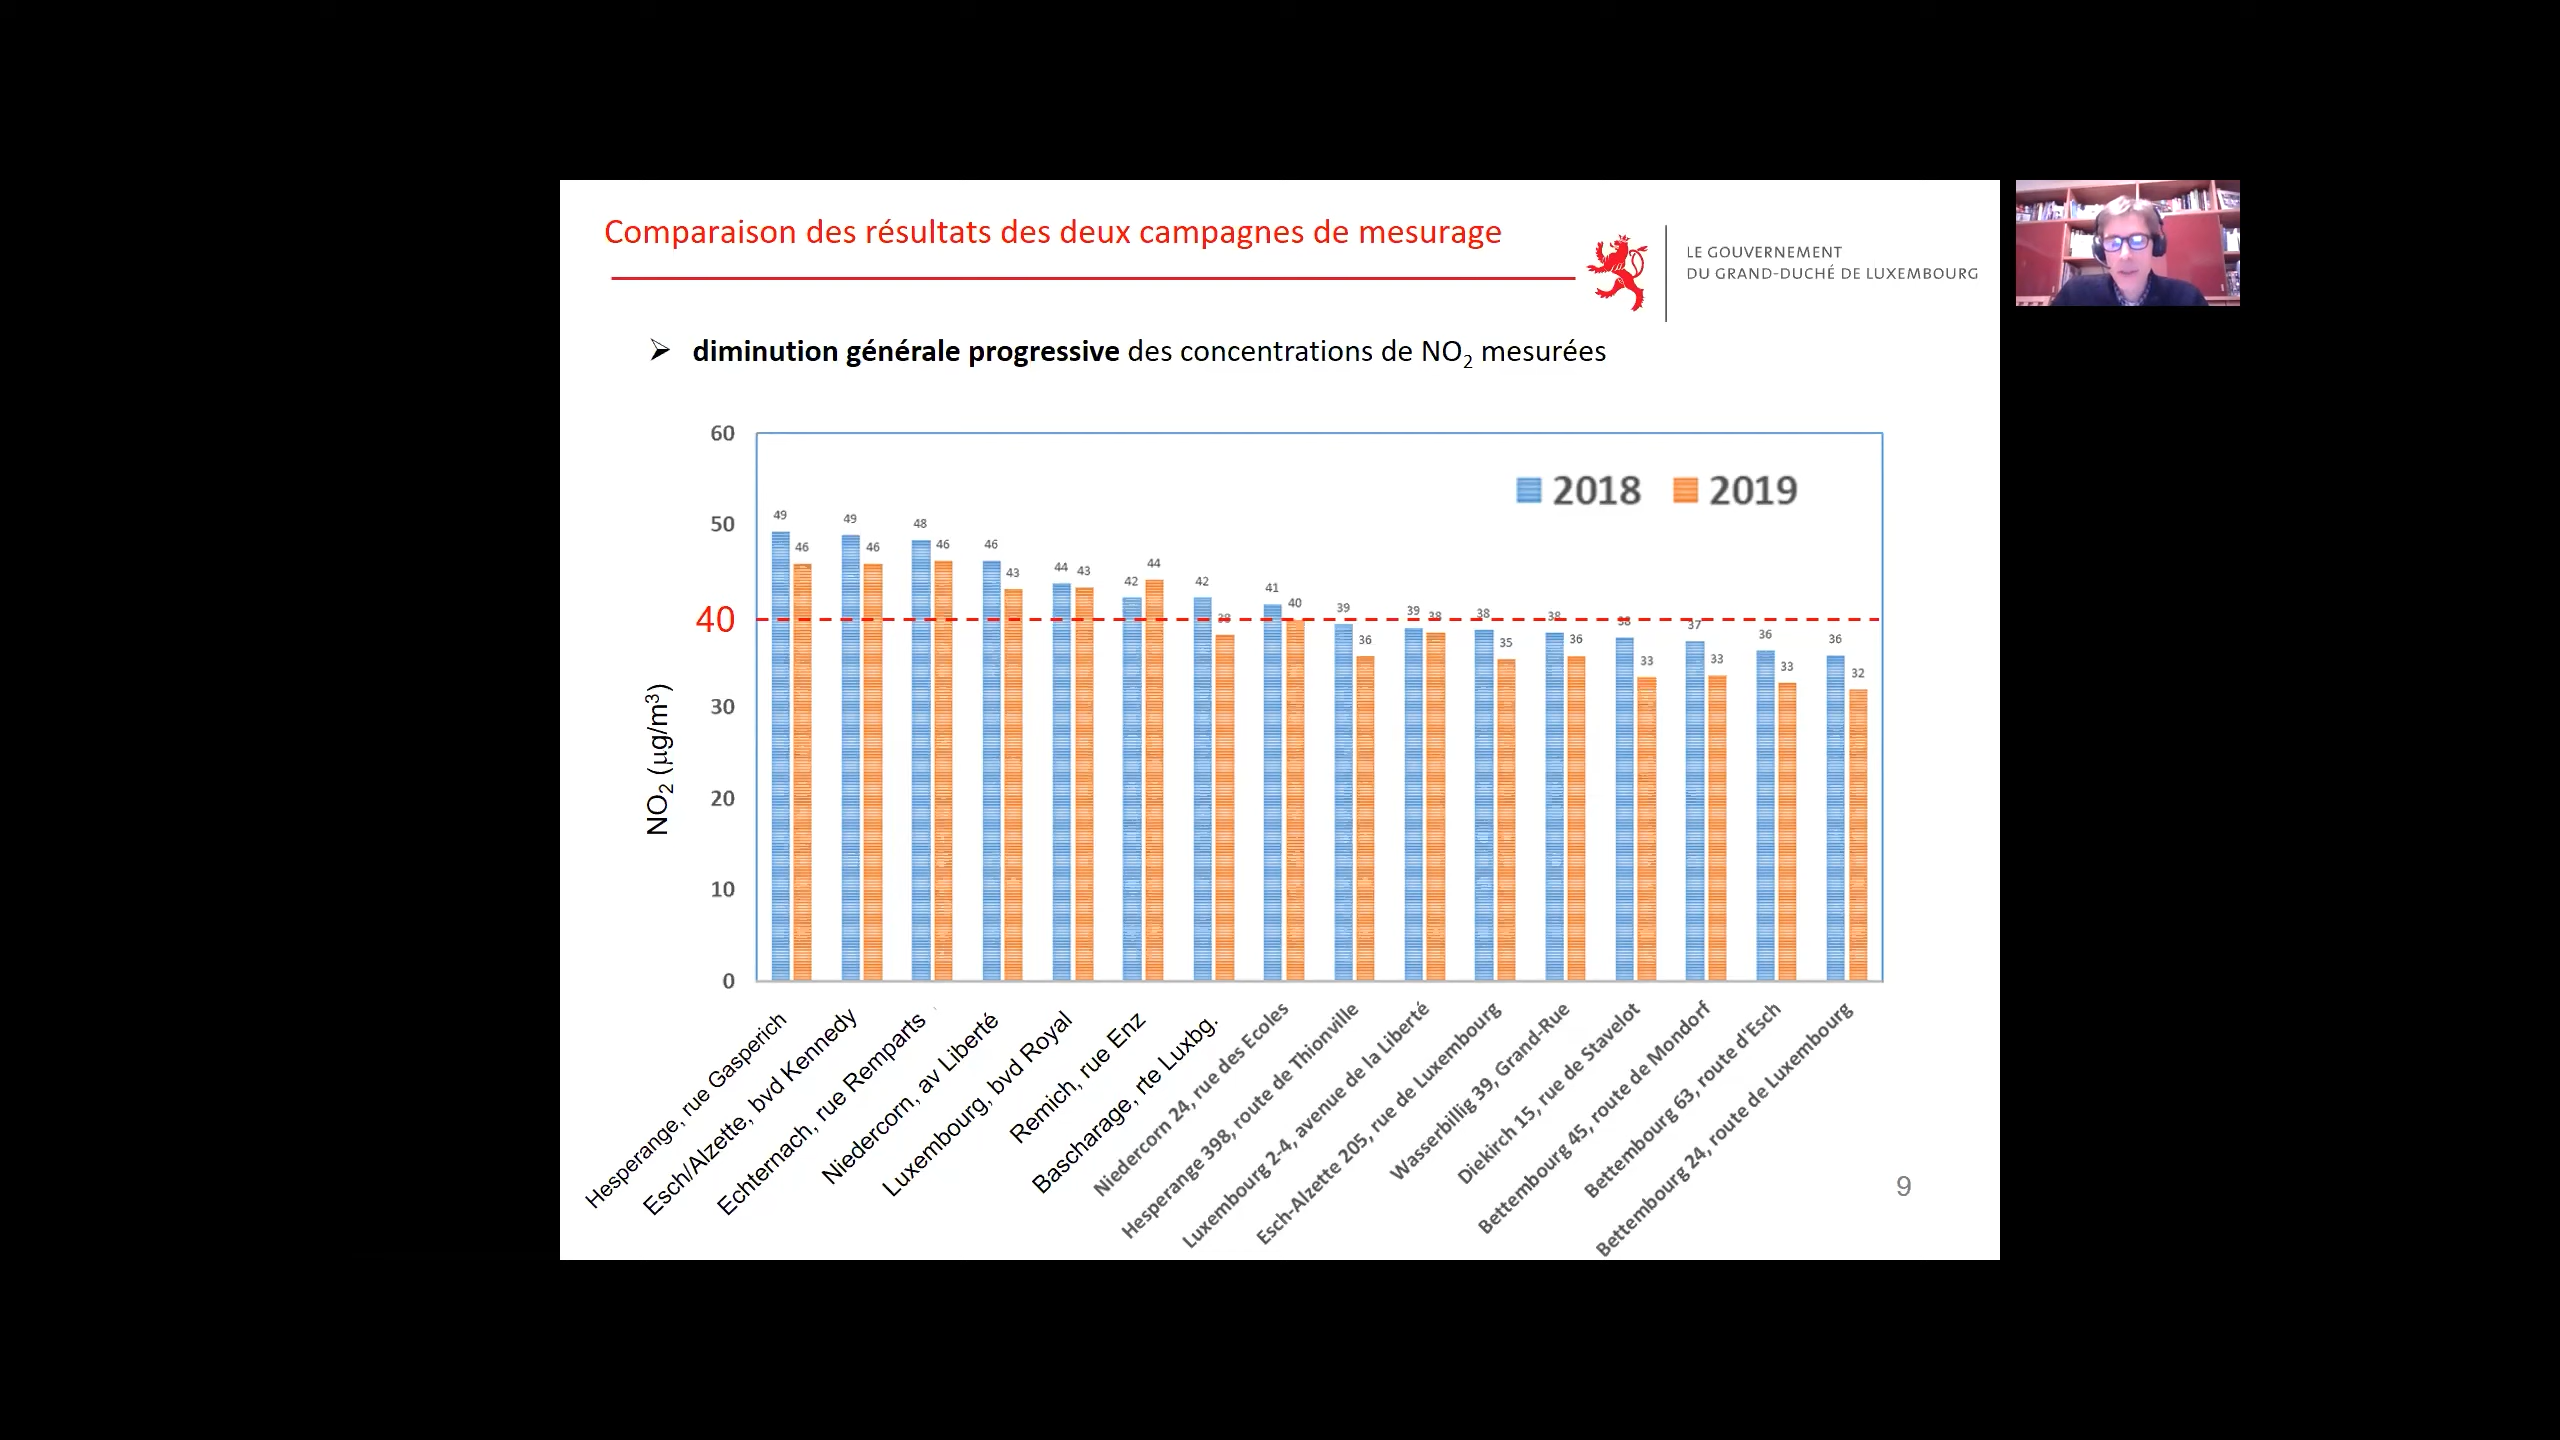 Comparaison des résultats des deux campagnes de mesurage
LE GOUVERNEMENT
DU GRAND-DUCHÉ DE LUXEMBOURG
➢ diminution générale progressive des concentrations de NO2 mesurées
60
50
40
30
20
10
0
NO2 (µg/m3)
2018 2019
49 46
49 46
48 46
46 43
44 43
42 44
42 38
41 40
39 36
39 38
38 35
38 36
38 33
37 33
36 33
36 32
Hesperange, rue Gasperich
Esch/Alzette, bvd Kennedy
Echternach, rue Remparts
Niedercorn, av Liberté
Luxembourg, bvd Royal
Remich, rue Enz
Bascharage, rte Luxbg.
Niedercorn 24, rue des Ecoles
Hesperange 398, route de Thionville
Luxembourg 2-4, avenue de la Liberté
Esch-Alzette 205, rue de Luxembourg
Wasserbillig 39, Grand-Rue
Diekirch 15, rue de Stavelot
Bettembourg 45, route de Mondorf
Bettembourg 63, route d'Esch
Bettembourg 24, route de Luxembourg
9